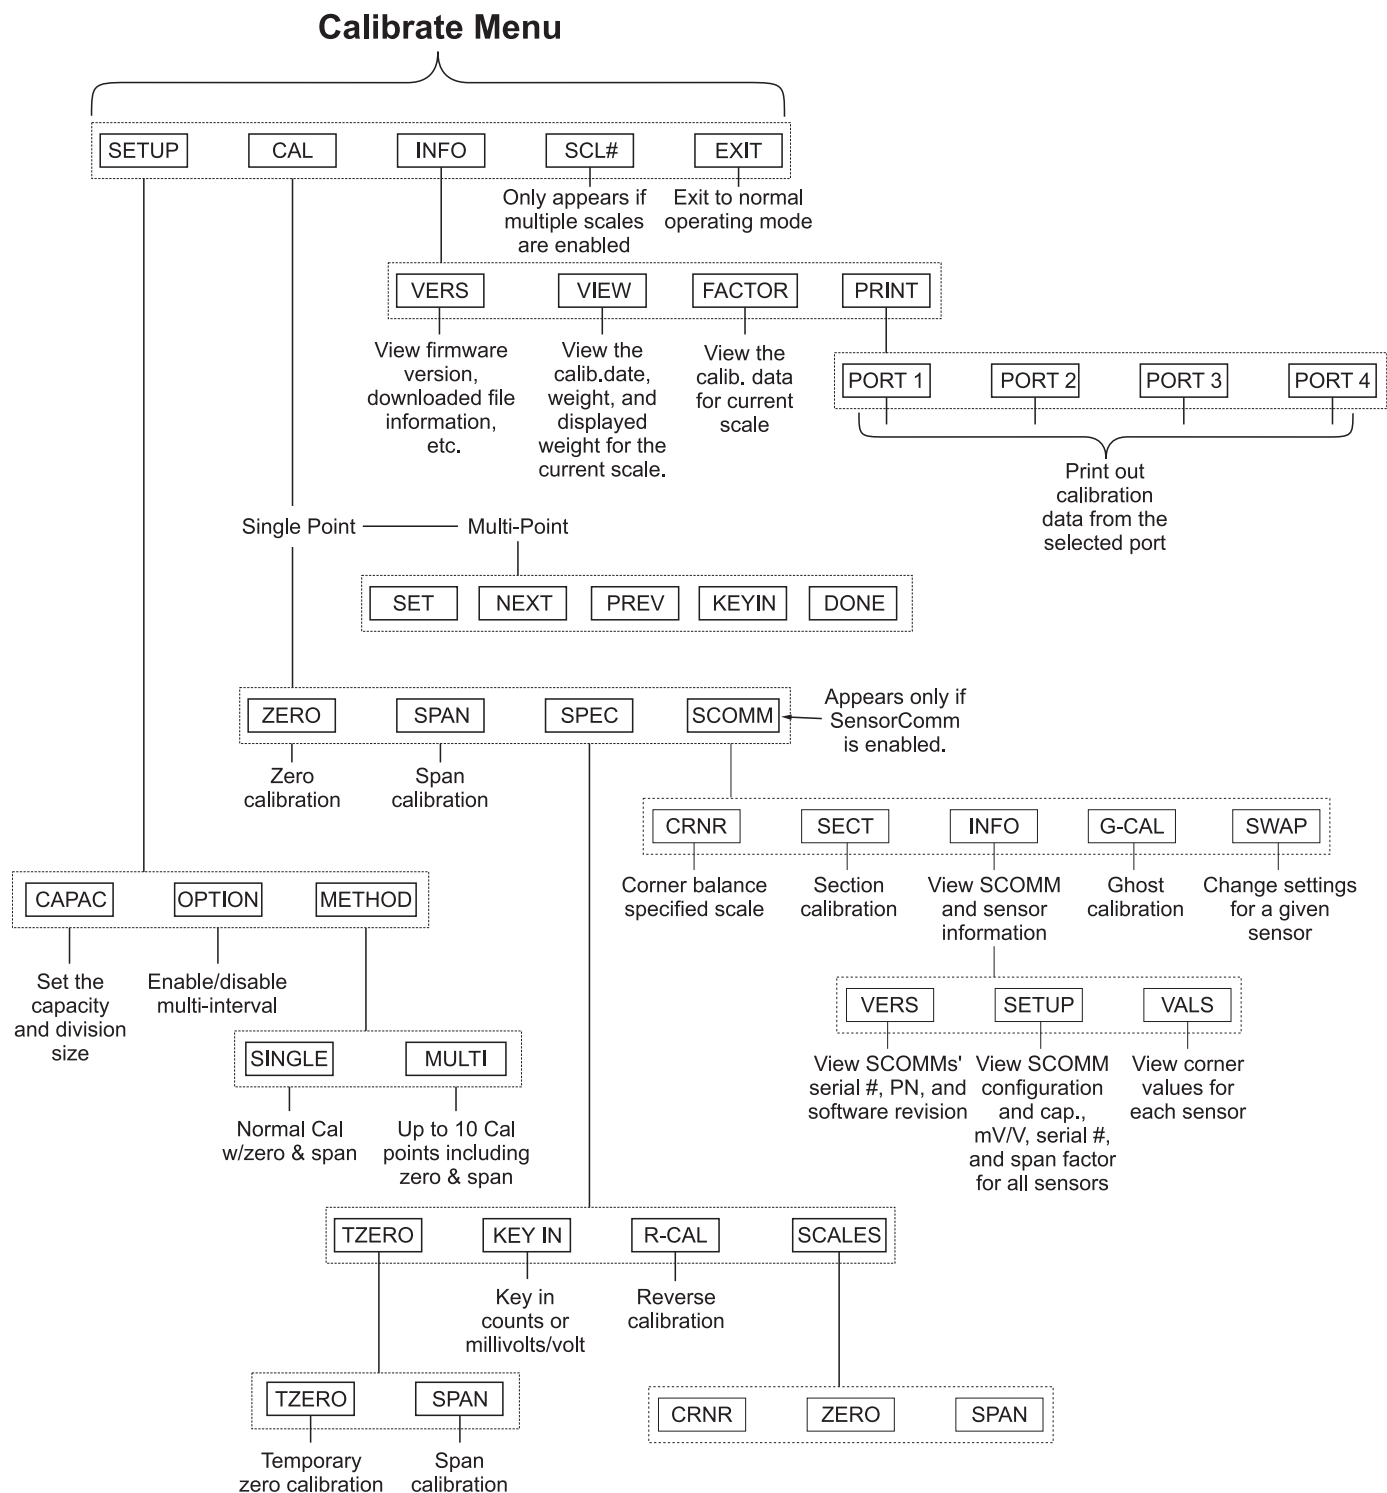 Calibrate Menu
SETUP
CAL
INFO
SCL#
EXIT
Only appears if
multiple scales
are enabled
Exit to normal
operating mode
VERS
VIEW
FACTOR
PRINT
View firmware
version,
downloaded file
information,
etc.
View the
calib.date,
weight, and
displayed
weight for the
current scale.
View the
calib. data
for current
scale
PORT 1
PORT 2
PORT 3
PORT 4
Print out
calibration
data from the
selected port
Single Point
Multi-Point
SET
NEXT
PREV
KEYIN
DONE
ZERO
SPAN
SPEC
SCOMM
Appears only if
SensorComm
is enabled.
Zero
calibration
Span
calibration
CRNR
SECT
INFO
G-CAL
SWAP
Corner balance
specified scale
Section
calibration
View SCOMM
and sensor
information
Ghost
calibration
Change settings
for a given
sensor
CAPAC
OPTION
METHOD
Set the
capacity
and division
size
Enable/disable
multi-interval
VERS
SETUP
VALS
View SCOMMs'
serial #, PN, and
software revision
View SCOMM
configuration
and cap.,
mV/V, serial #,
and span factor
for all sensors
View corner
values for
each sensor
SINGLE
MULTI
Normal Cal
w/zero & span
Up to 10 Cal
points including
zero & span
TZERO
KEY IN
R-CAL
SCALES
Key in
counts or
millivolts/volt
Reverse
calibration
TZERO
SPAN
Temporary
zero calibration
Span
calibration
CRNR
ZERO
SPAN